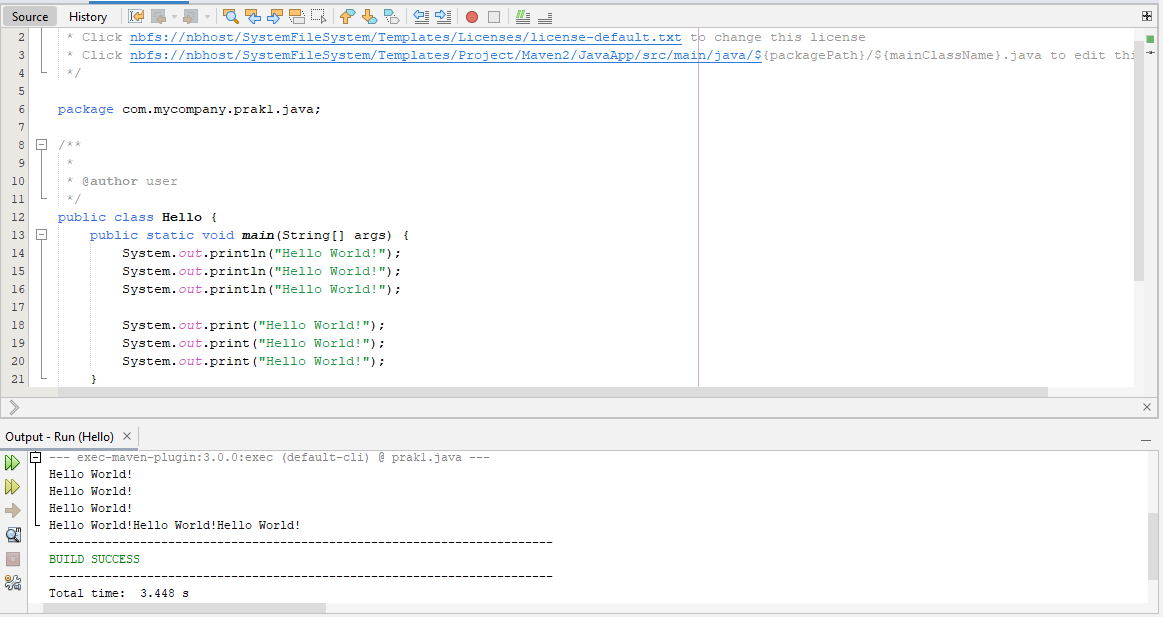 Source History
2 * Click nbfs://nbhost/SystemFileSystem/Templates/Licenses/license-default.txt to change this license
3 * Click nbfs://nbhost/SystemFileSystem/Templates/Project/Maven2/JavaApp/src/main/java/${packagePath}/${mainClassName}.java to edit thi
4 */
5
6 package com.mycompany.prak1.java;
7
8 /**
9 *
10 * @author user
11 */
12 public class Hello {
13 public static void main(String[] args) {
14 System.out.println("Hello World!");
15 System.out.println("Hello World!");
16 System.out.println("Hello World!");
17
18 System.out.print("Hello World!");
19 System.out.print("Hello World!");
20 System.out.print("Hello World!");
21 }
Output - Run (Hello)
--- exec-maven-plugin:3.0.0:exec (default-cli) @ prak1.java ---
Hello World!
Hello World!
Hello World!
Hello World!Hello World!Hello World!
------------------------------------------------------------------------
BUILD SUCCESS
------------------------------------------------------------------------
Total time: 3.448 s